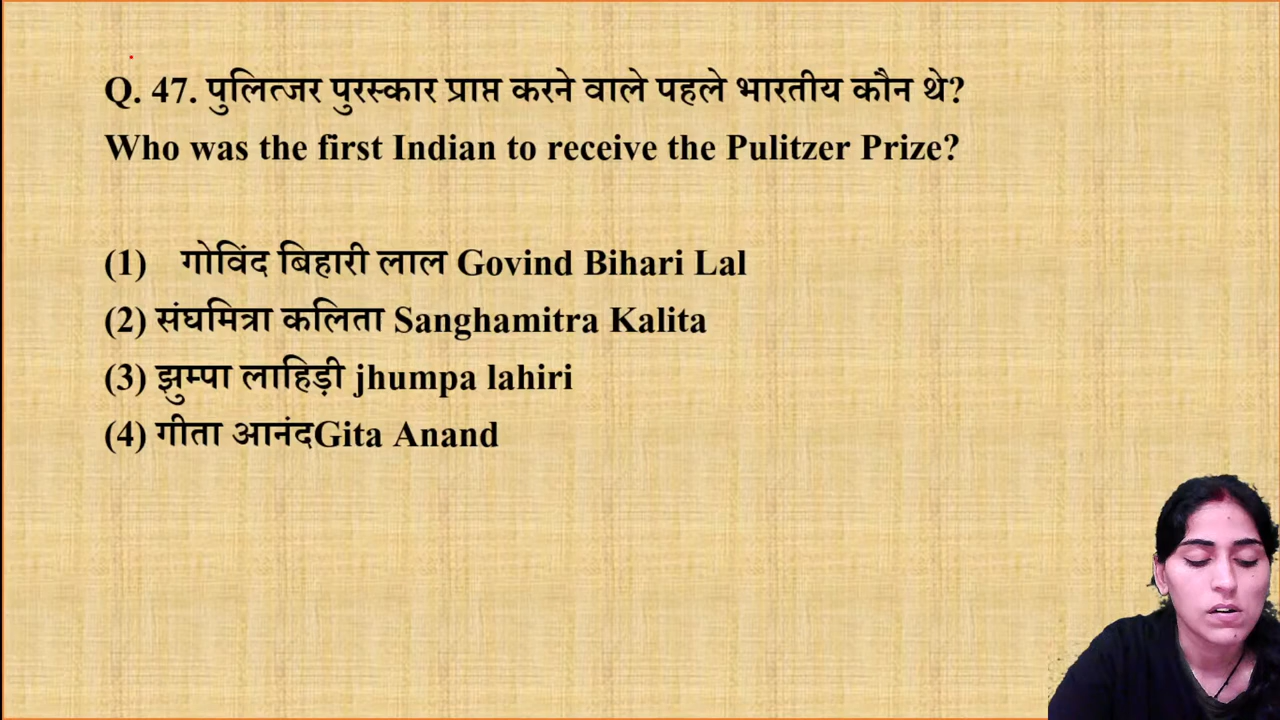 Q. 47. पुलित्जर पुरस्कार प्राप्त करने वाले पहले भारतीय कौन थे?
Who was the first Indian to receive the Pulitzer Prize?
(1) गोविंद बिहारी लाल Govind Bihari Lal
(2) संघमित्रा कलिता Sanghamitra Kalita
(3) झुम्पा लाहिड़ी jhumpa lahiri
(4) गीता आनंदGita Anand